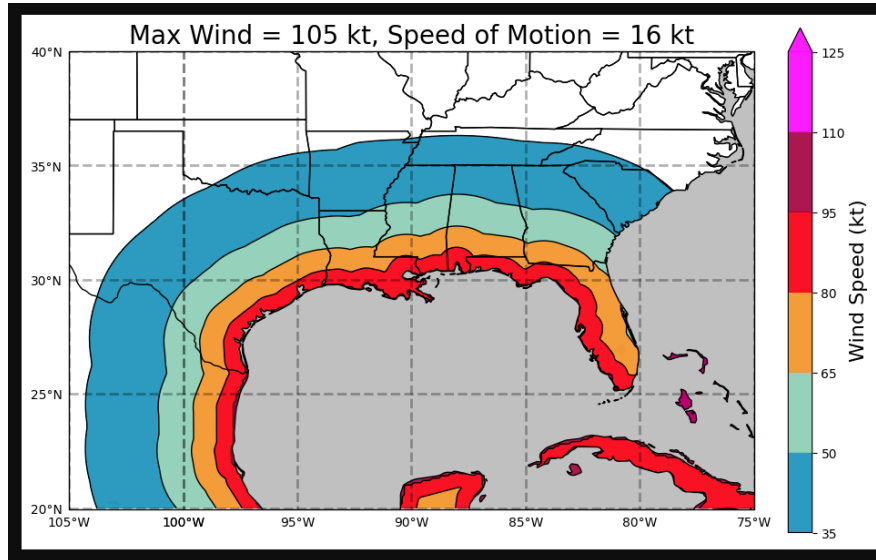 Max Wind = 105 kt, Speed of Motion = 16 kt
40°N
35°N
30°N
25°N
20°N
105°W
100°W
95°W
90°W
85°W
80°W
75°W
125
110
95
80
65
50
35
Wind Speed (kt)